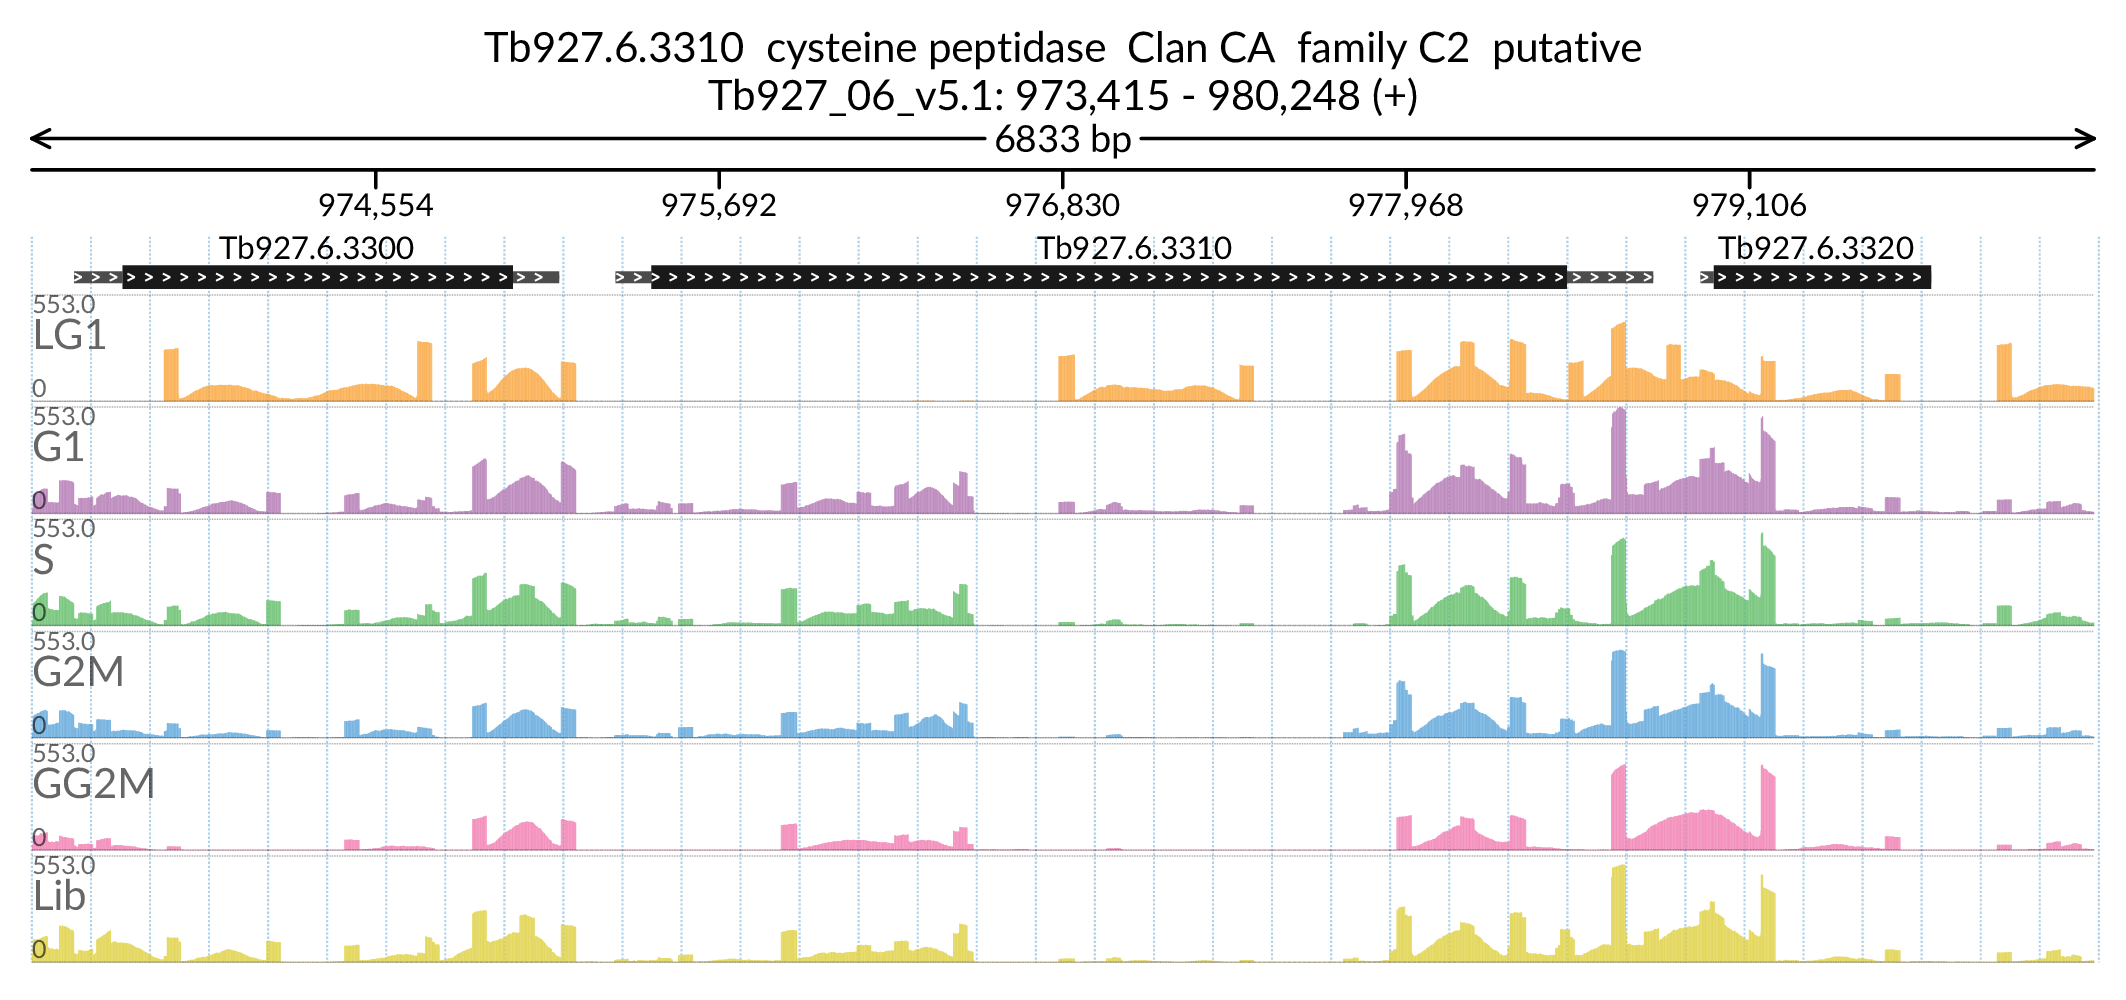 Tb927.6.3310 cysteine peptidase Clan CA family C2 putative
Tb927_06_v5.1: 973,415 - 980,248 (+)
6833 bp
974,554 975,692 976,830 977,968 979,106
Tb927.6.3300 Tb927.6.3310 Tb927.6.3320
553.0
LG1
0
553.0
G1
0
553.0
S
0
553.0
G2M
0
553.0
GG2M
0
553.0
Lib
0